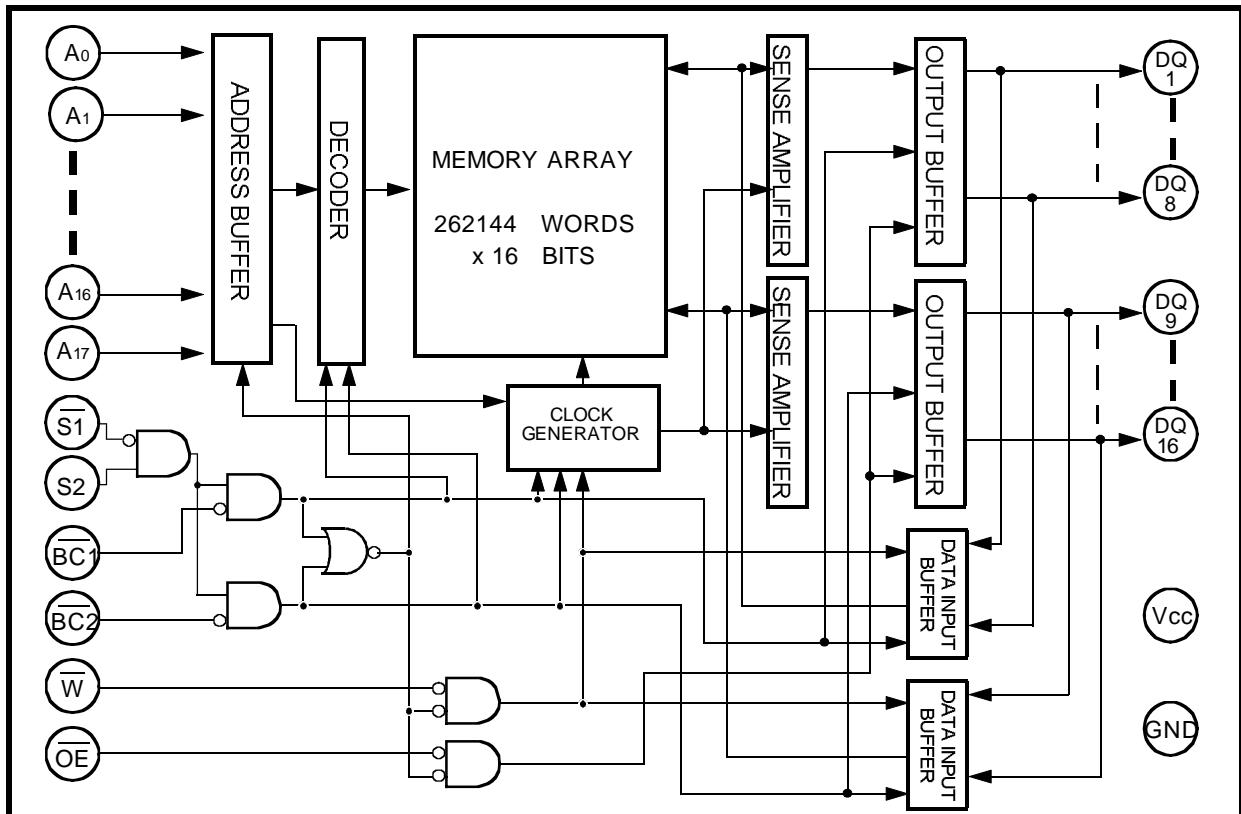 A0
A1
A16
A17
S1
S2
BC1
BC2
W
OE
ADDRESS BUFFER
DECODER
MEMORY ARRAY
262144 WORDS
x 16 BITS
CLOCK
GENERATOR
SENSE AMPLIFIER
SENSE AMPLIFIER
OUTPUT BUFFER
OUTPUT BUFFER
DATA INPUT
BUFFER
DATA INPUT
BUFFER
DQ
1
DQ
8
DQ
9
DQ
16
Vcc
GND